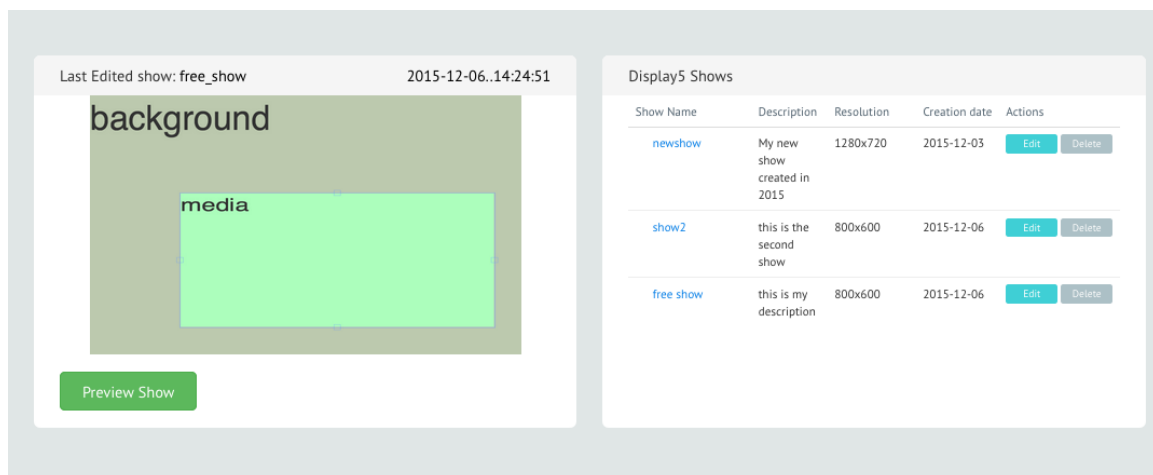 Last Edited show: free_show 2015-12-06..14:24:51
background
media
Preview Show
Display5 Shows
Show Name Description Resolution Creation date Actions
newshow My new 1280x720 2015-12-03 Edit Delete
show
created in
2015
show2 this is the 800x600 2015-12-06 Edit Delete
second
show
free show this is my 800x600 2015-12-06 Edit Delete
description